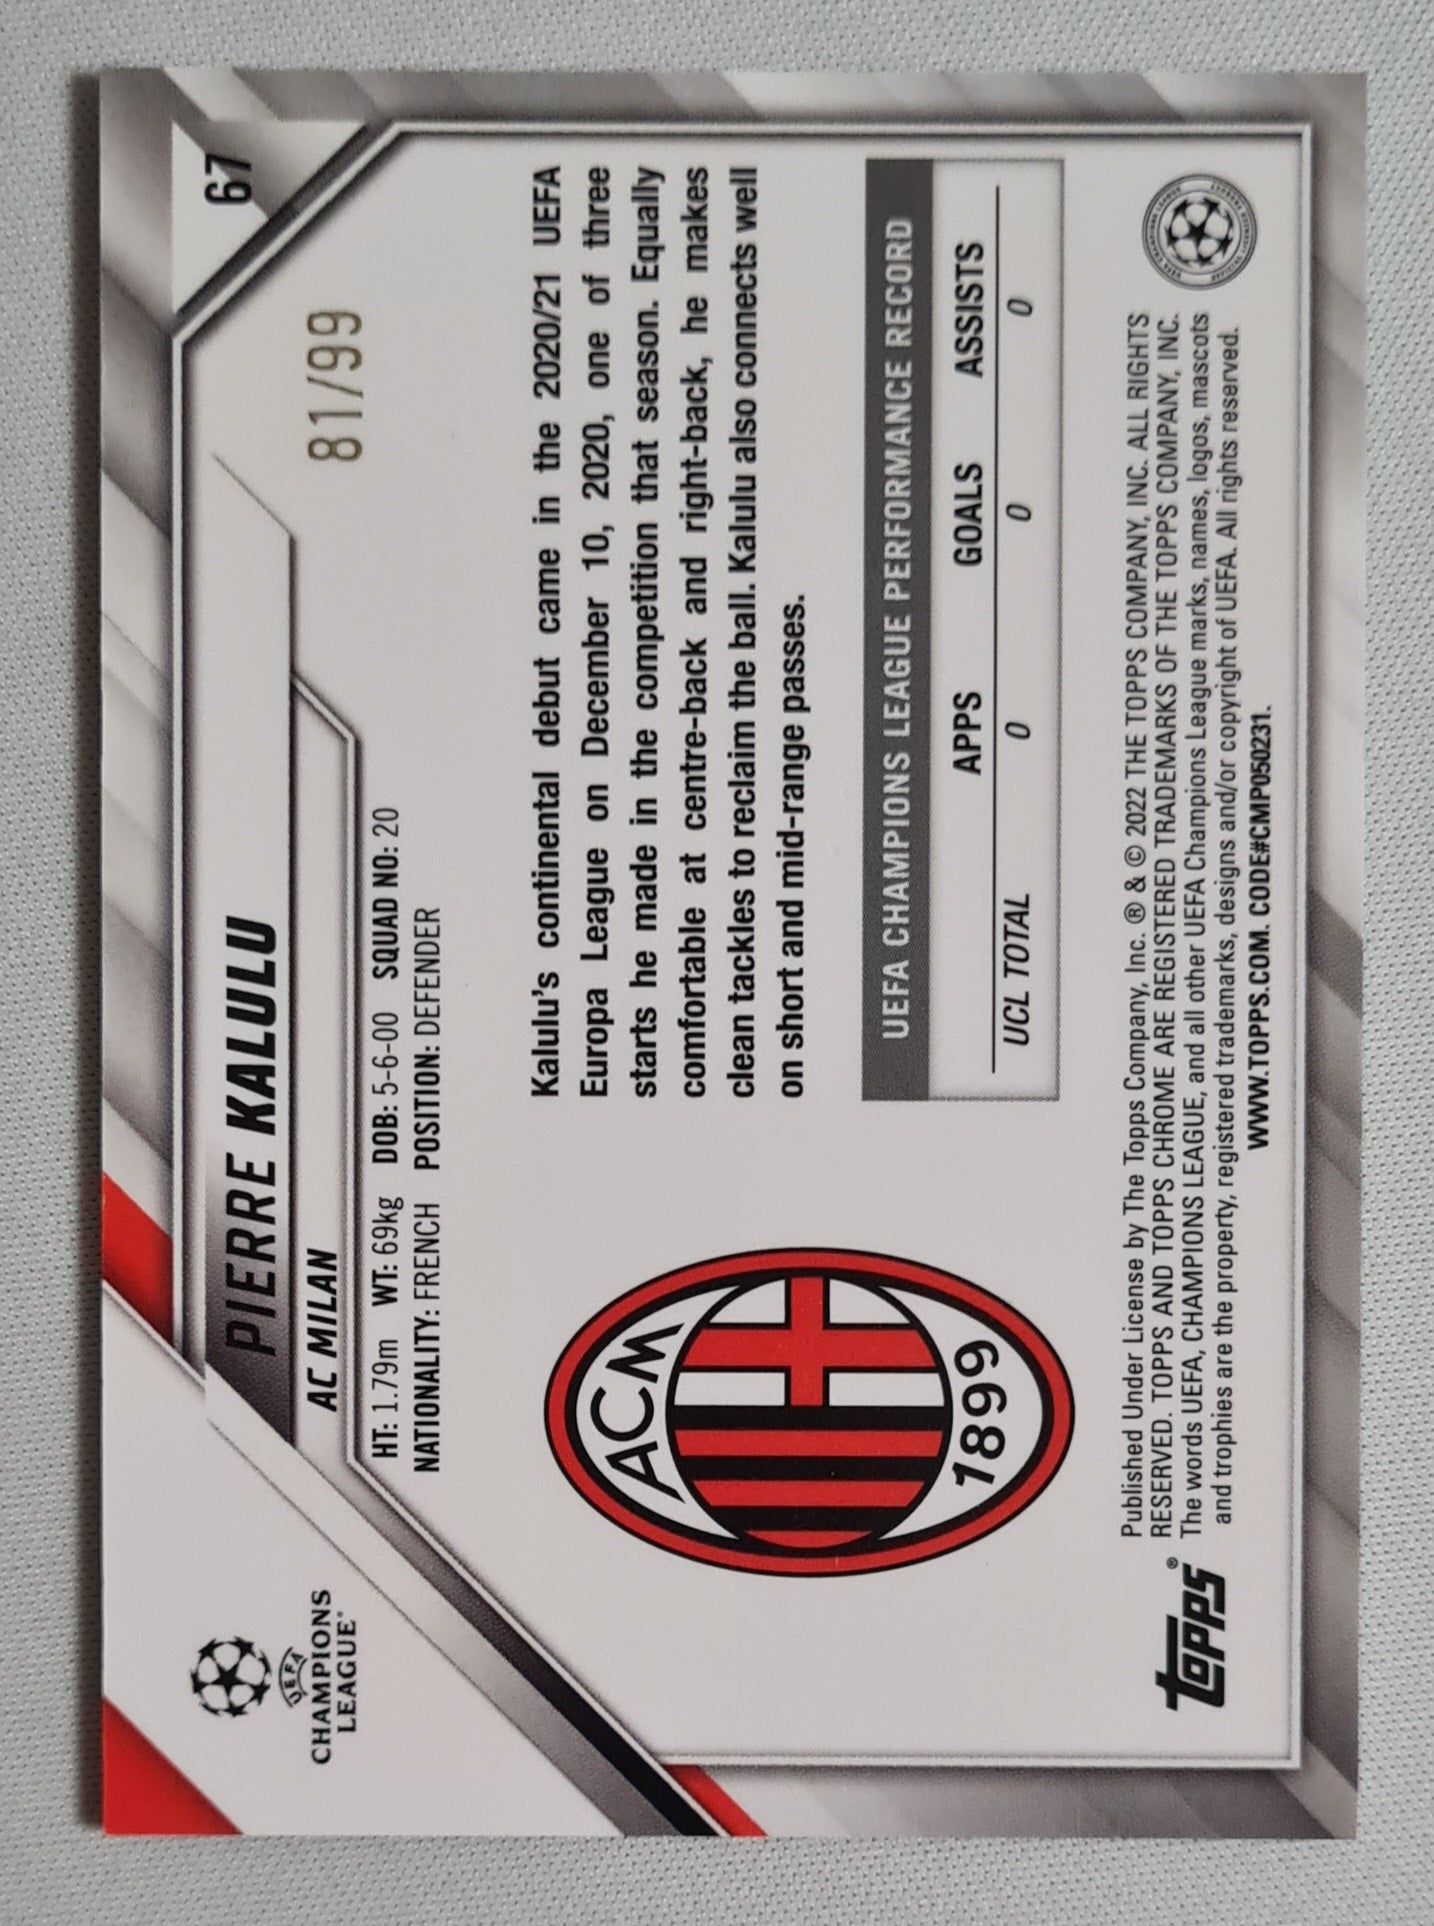 67
UEFA
CHAMPIONS
LEAGUE
PIERRE KALULU
AC MILAN
81/99
HT: 1.79m WT: 69kg DOB: 5-6-00 SQUAD NO: 20
NATIONALITY: FRENCH POSITION: DEFENDER
ACM
1899
Kalulu's continental debut came in the 2020/21 UEFA
Europa League on December 10, 2020, one of three
starts he made in the competition that season. Equally
comfortable at centre-back and right-back, he makes
clean tackles to reclaim the ball. Kalulu also connects well
on short and mid-range passes.
UEFA CHAMPIONS LEAGUE PERFORMANCE RECORD
APPS GOALS ASSISTS
UCL TOTAL 0 0 0
Topps®
Published Under License by The Topps Company, Inc. ® & © 2022 THE TOPPS COMPANY, INC. ALL RIGHTS
RESERVED. TOPPS AND TOPPS CHROME ARE REGISTERED TRADEMARKS OF THE TOPPS COMPANY, INC.
The words UEFA, CHAMPIONS LEAGUE, and all other UEFA Champions League marks, names, logos, mascots
and trophies are the property, registered trademarks, designs and/or copyright of UEFA. All rights reserved.
WWW.TOPPS.COM. CODE#CMP050231.